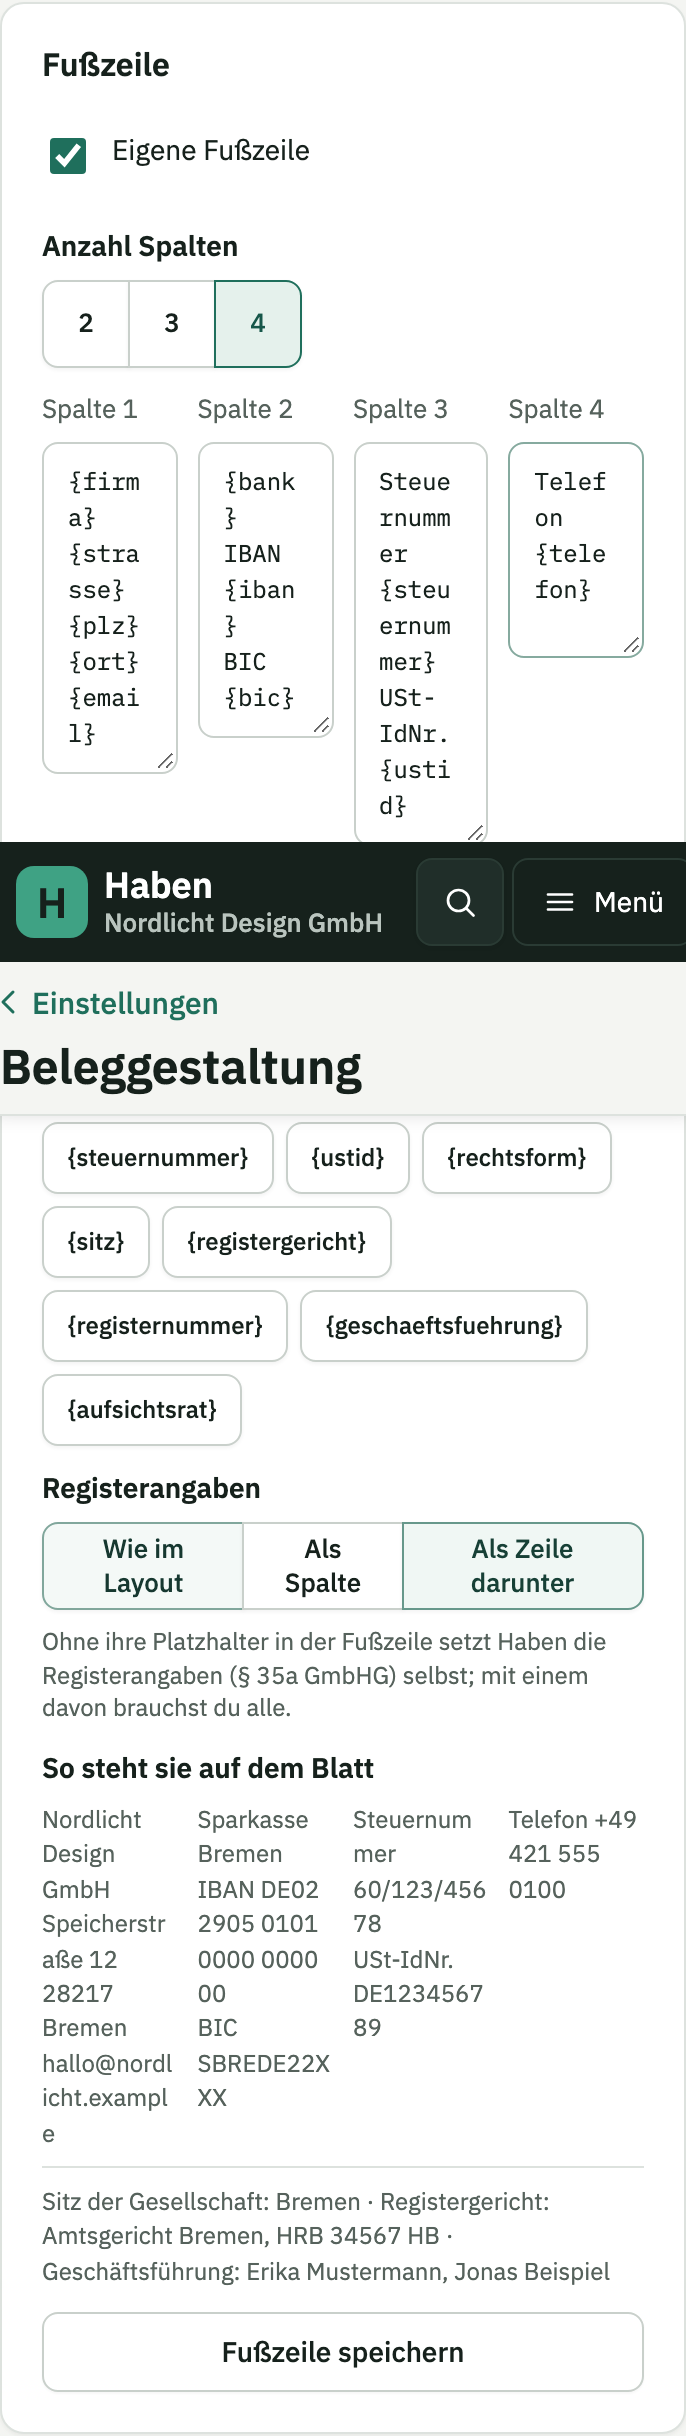 Fußzeile
Eigene Fußzeile
Anzahl Spalten
2 3 4
Spalte 1 Spalte 2 Spalte 3 Spalte 4
{firm
a}
{stra
sse}
{plz}
{ort}
{emai
l}
{bank
}
IBAN
{iban
}
BIC
{bic}
Steue
rnumm
er
{steu
ernum
mer}
USt-
IdNr.
{usti
d}
Telef
on
{tele
fon}
H
Haben
Nordlicht Design GmbH
Menü
Einstellungen
Beleggestaltung
{steuernummer} {ustid} {rechtsform}
{sitz} {registergericht}
{registernummer} {geschaeftsfuehrung}
{aufsichtsrat}
Registerangaben
Wie im
Layout
Als
Spalte
Als Zeile
darunter
Ohne ihre Platzhalter in der Fußzeile setzt Haben die
Registerangaben (§ 35a GmbHG) selbst; mit einem
davon brauchst du alle.
So steht sie auf dem Blatt
Nordlicht
Design
GmbH
Speicherstr
aße 12
28217
Bremen
hallo@nordl
icht.exampl
e
Sparkasse
Bremen
IBAN DE02
2905 0101
0000 0000
00
BIC
SBREDE22X
XX
Steuernum
mer
60/123/456
78
USt-IdNr.
DE1234567
89
Telefon +49
421 555
0100
Sitz der Gesellschaft: Bremen · Registergericht:
Amtsgericht Bremen, HRB 34567 HB ·
Geschäftsführung: Erika Mustermann, Jonas Beispiel
Fußzeile speichern